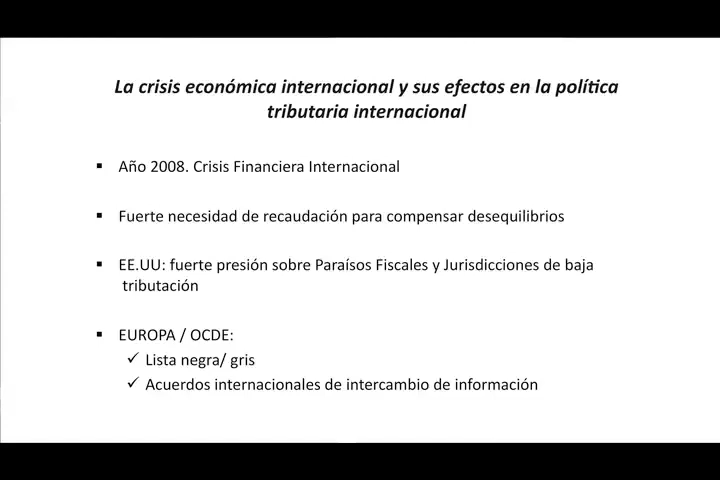 La crisis económica internacional y sus efectos en la política
tributaria internacional
▪ Año 2008. Crisis Financiera Internacional
▪ Fuerte necesidad de recaudación para compensar desequilibrios
▪ EE.UU: fuerte presión sobre Paraísos Fiscales y Jurisdicciones de baja
tributación
▪ EUROPA / OCDE:
✓ Lista negra/ gris
✓ Acuerdos internacionales de intercambio de información